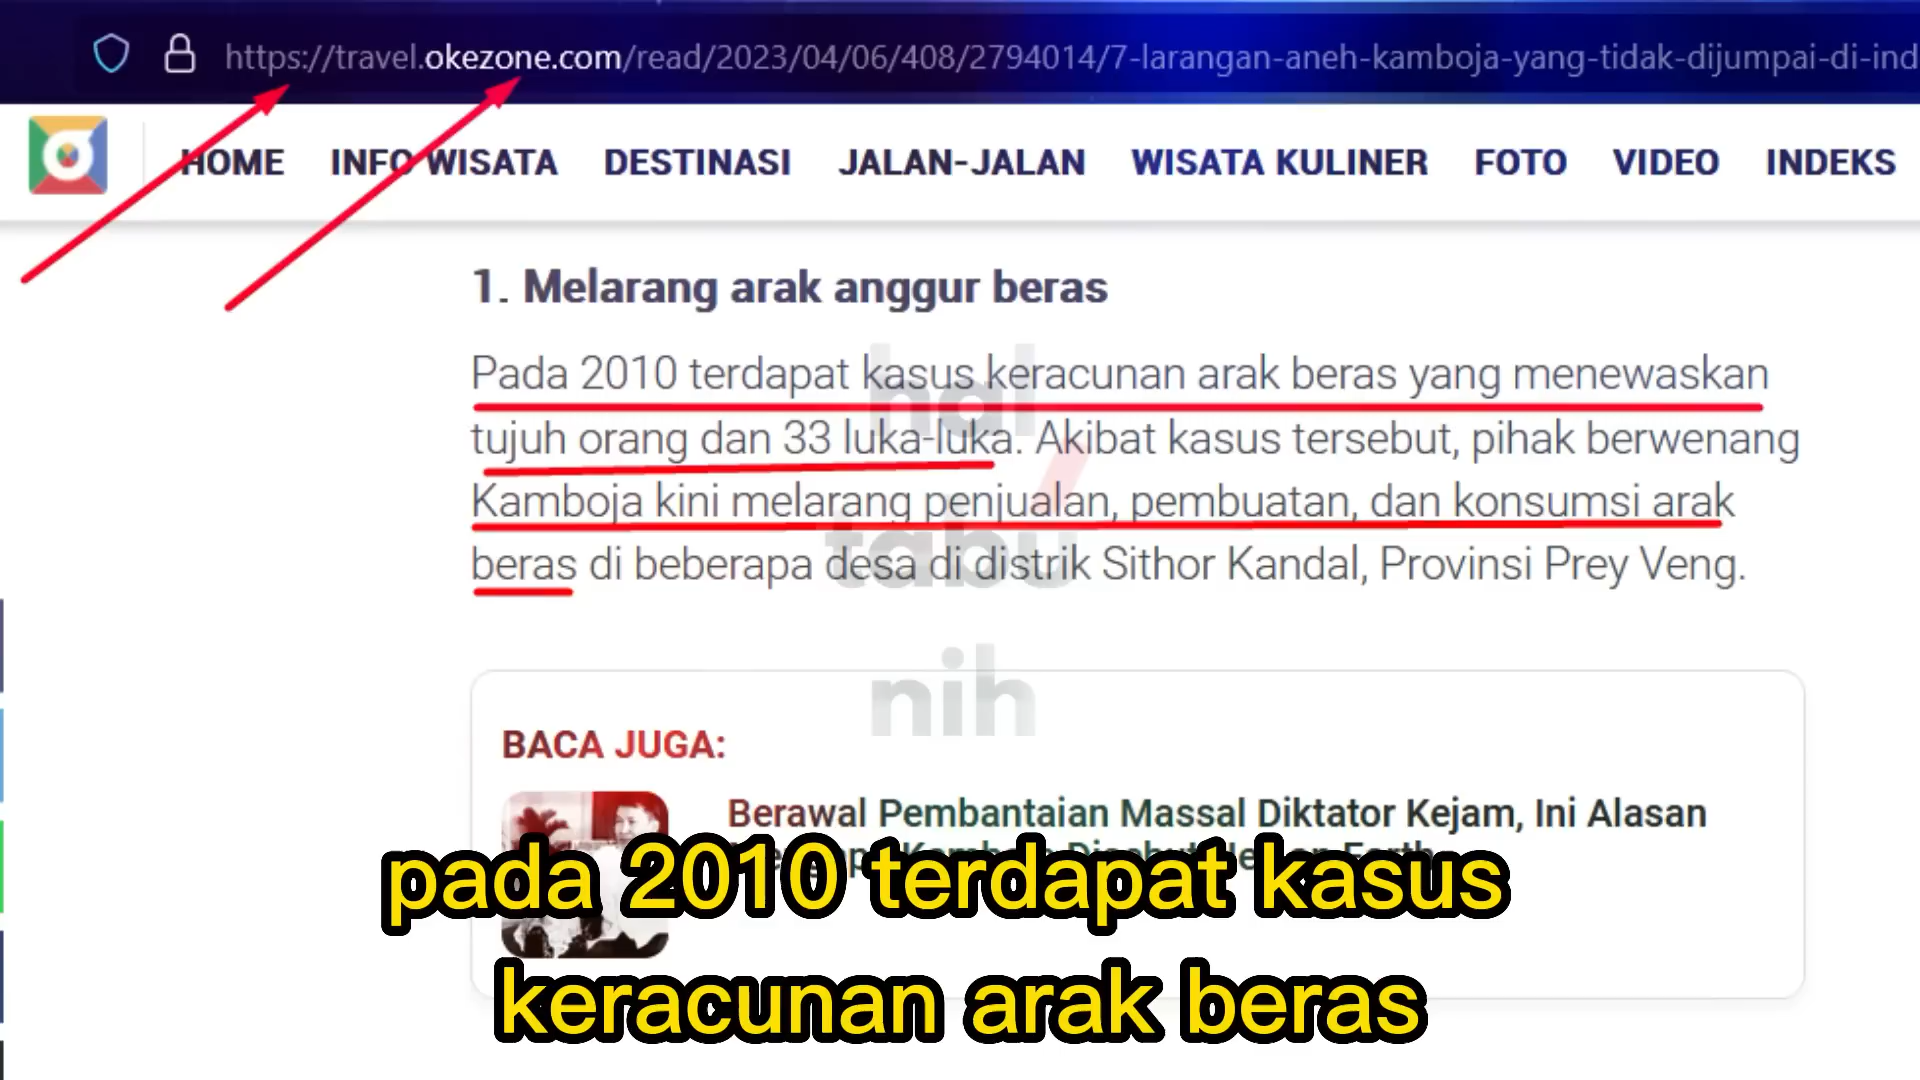 https://travel.okezone.com/read/2023/04/06/408/2794014/7-larangan-aneh-kamboja-yang-tidak-dijumpai-di-ind
HOME INFO WISATA DESTINASI JALAN-JALAN WISATA KULINER FOTO VIDEO INDEKS
1. Melarang arak anggur beras
Pada 2010 terdapat kasus keracunan arak beras yang menewaskan
tujuh orang dan 33 luka-luka. Akibat kasus tersebut, pihak berwenang
Kamboja kini melarang penjualan, pembuatan, dan konsumsi arak
beras di beberapa desa di distrik Sithor Kandal, Provinsi Prey Veng.
hal
tabu
nih
BACA JUGA:
Berawal Pembantaian Massal Diktator Kejam, Ini Alasan
pada 2010 terdapat kasus
keracunan arak beras